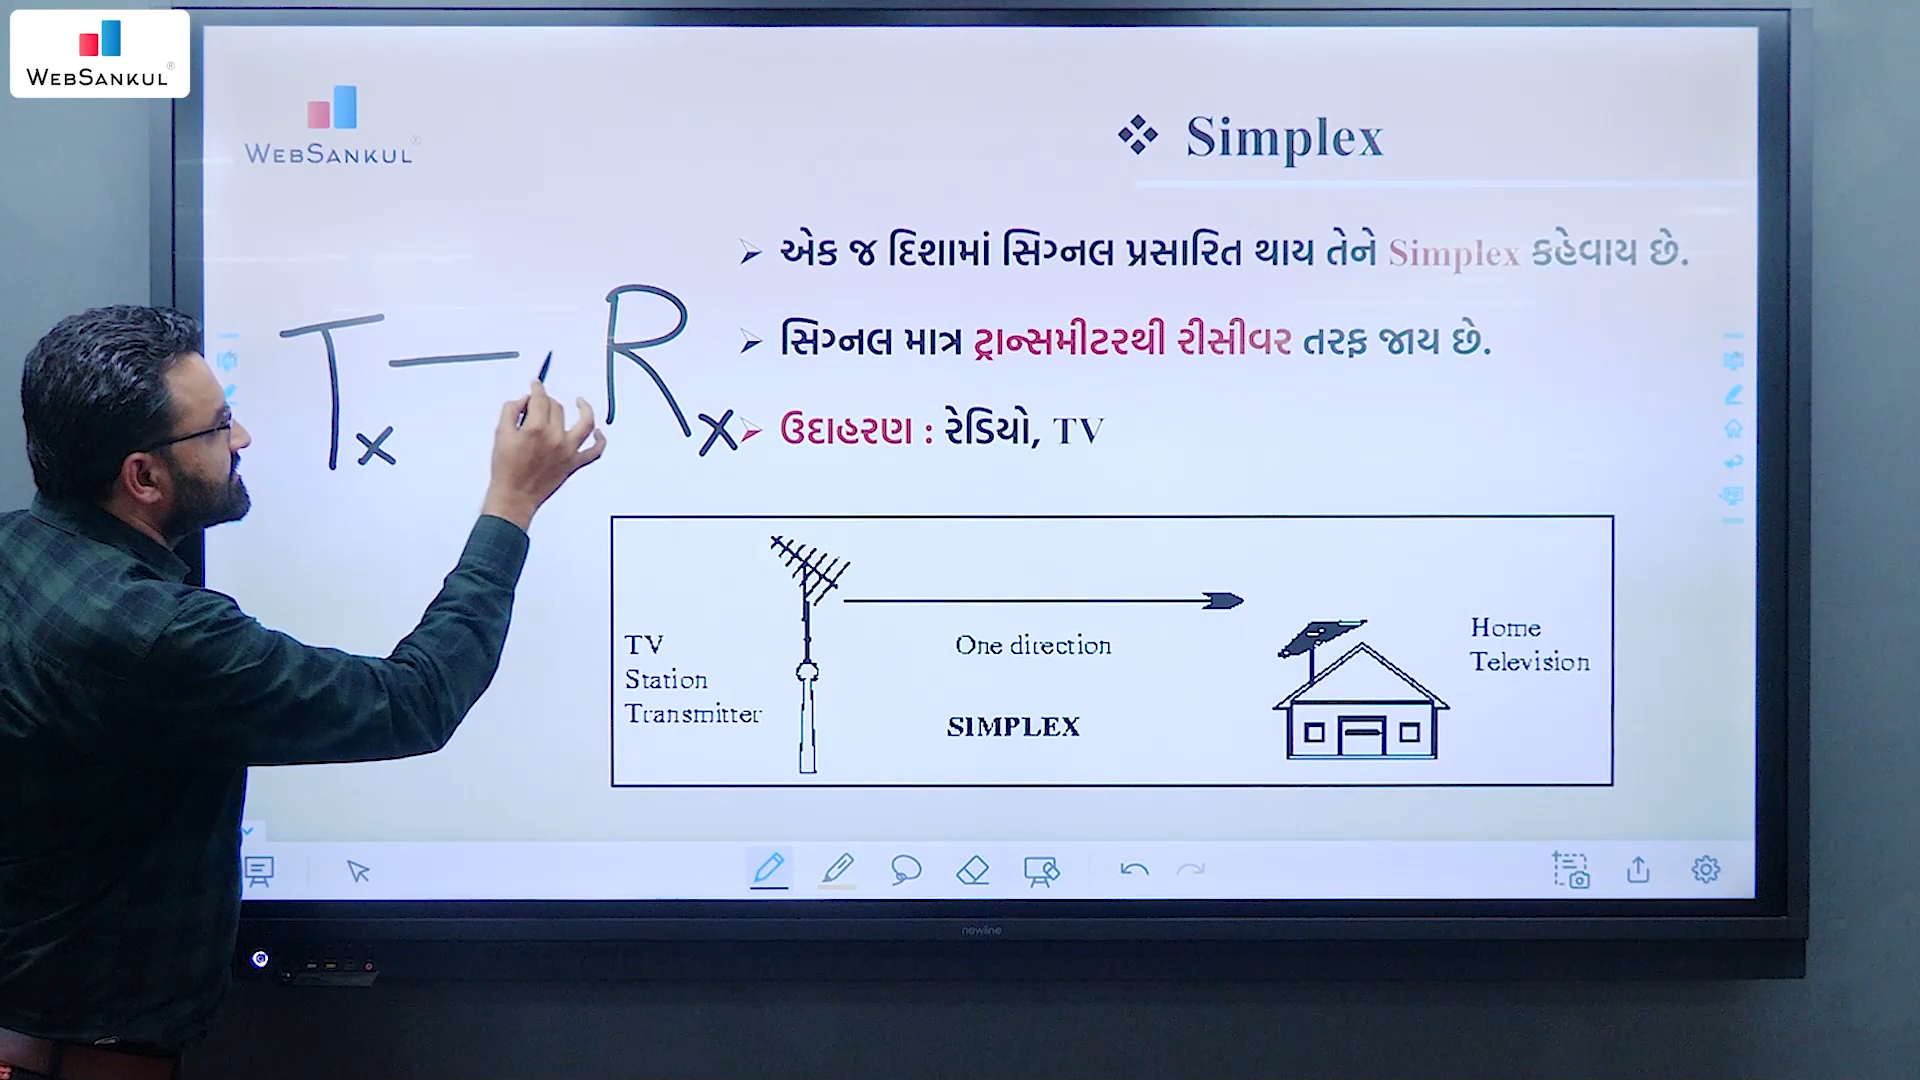 WEBSANKUL®
WEBSANKUL
Simplex
એક જ દિશામાં સિગ્નલ પ્રસારિત થાય તેને Simplex કહેવાય છે.
સિગ્નલ માત્ર ટ્રાન્સમીટરથી રીસીવર તરફ જાય છે.
ઉદાહરણ : રેડિયો, TV
Tx — Rx
TV
Station
Transmitter
One direction
SIMPLEX
Home
Television
newline